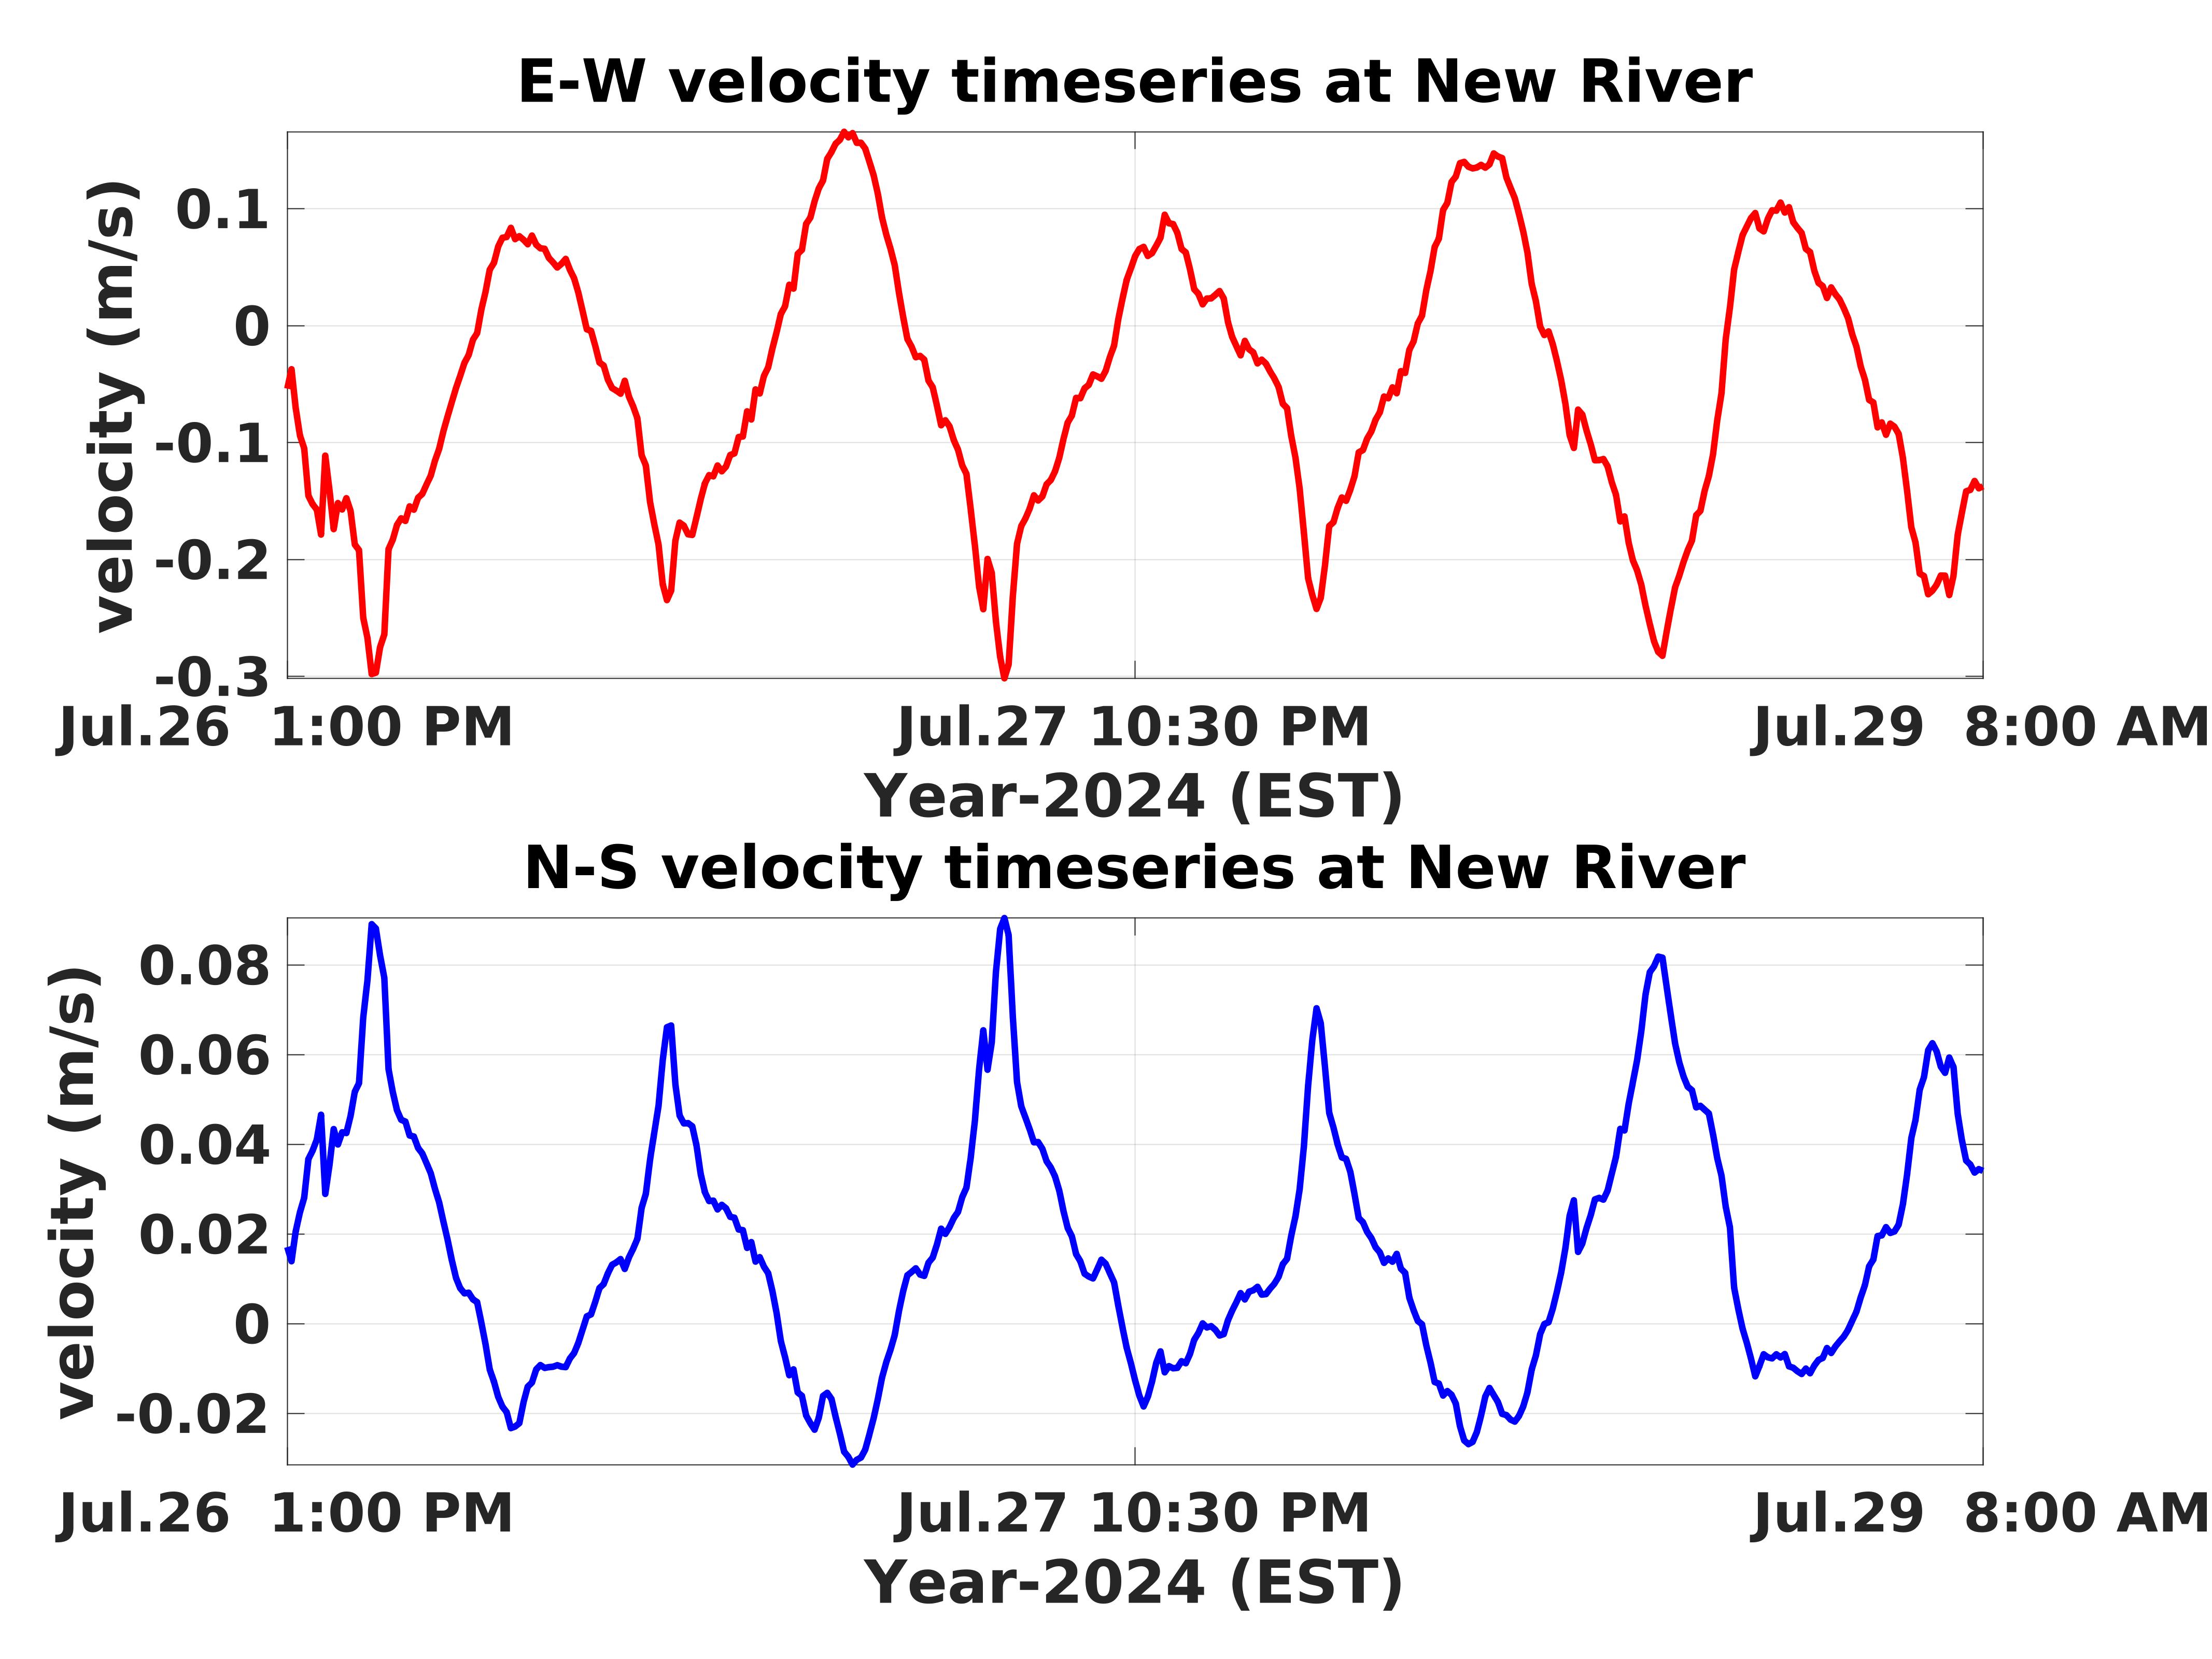 E-W velocity timeseries at New River
velocity (m/s)
0.1
0
-0.1
-0.2
-0.3
Jul.26  1:00 PM
Jul.27 10:30 PM
Jul.29  8:00 AM
Year-2024 (EST)
N-S velocity timeseries at New River
velocity (m/s)
0.08
0.06
0.04
0.02
0
-0.02
Jul.26  1:00 PM
Jul.27 10:30 PM
Jul.29  8:00 AM
Year-2024 (EST)